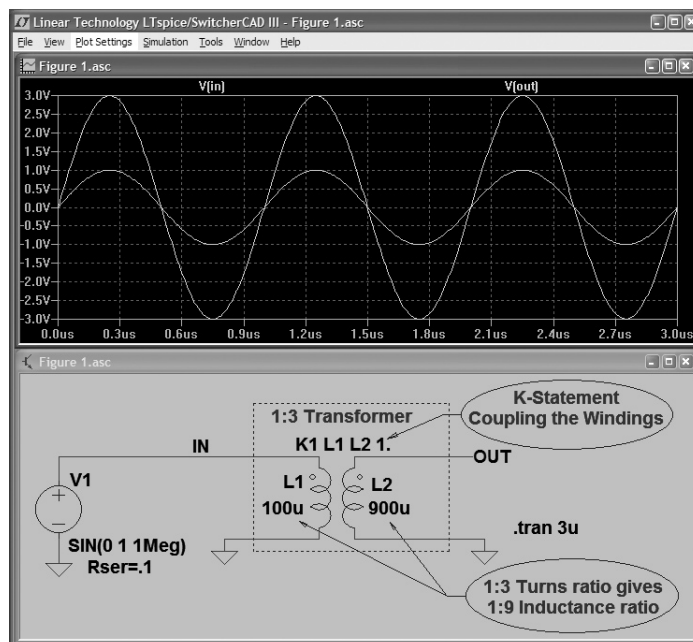 Linear Technology LTspice/SwitcherCAD III - Figure 1.asc
File View Plot Settings Simulation Tools Window Help
Figure 1.asc
V(in) V(out)
3.0V
2.5V
2.0V
1.5V
1.0V
0.5V
0.0V
-0.5V
-1.0V
-1.5V
-2.0V
-2.5V
-3.0V
0.0us 0.3us 0.6us 0.9us 1.2us 1.5us 1.8us 2.1us 2.4us 2.7us 3.0us
Figure 1.asc
K-Statement
Coupling the Windings
1:3 Transformer
K1 L1 L2 1.
IN
OUT
V1
L1
100u
L2
900u
SIN(0 1 1Meg)
Rser=.1
.tran 3u
1:3 Turns ratio gives
1:9 Inductance ratio